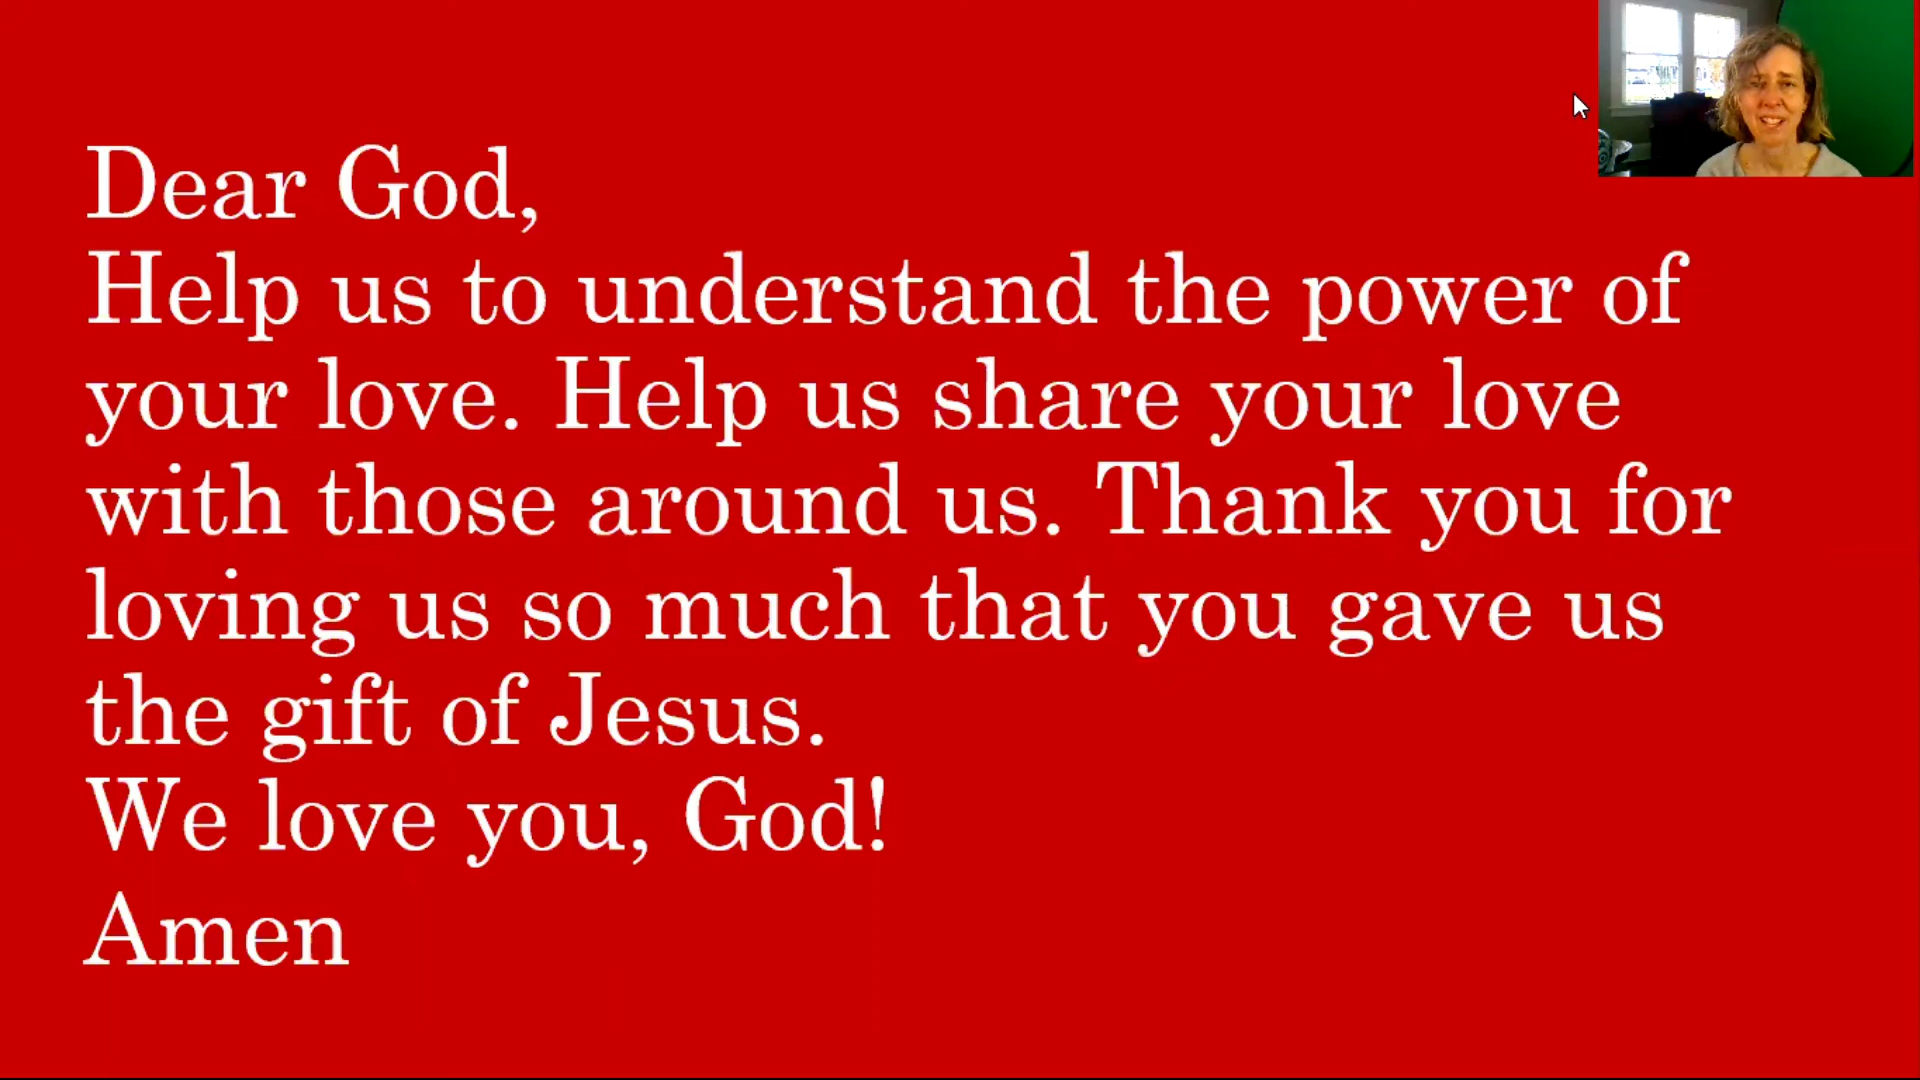 Dear God,
Help us to understand the power of
your love. Help us share your love
with those around us. Thank you for
loving us so much that you gave us
the gift of Jesus.
We love you, God!
Amen